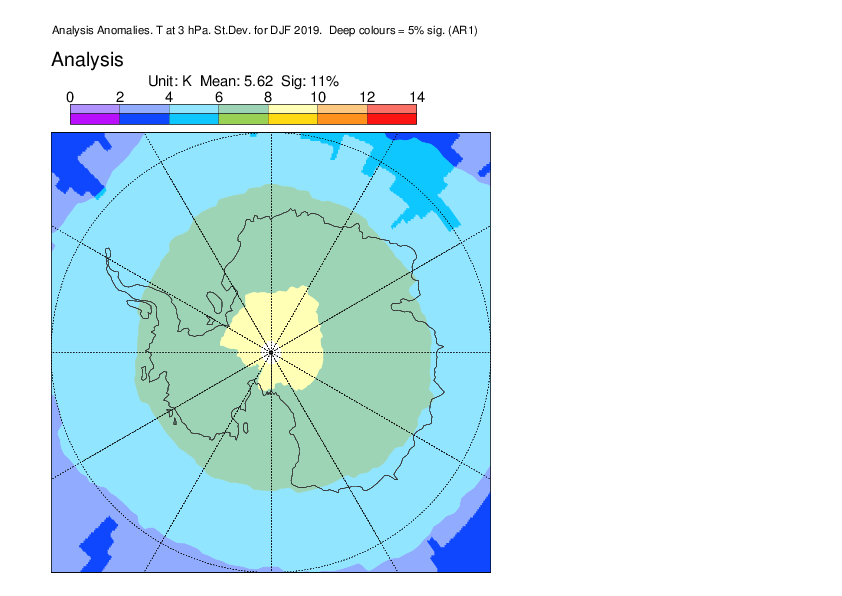 Analysis Anomalies. T at 3 hPa. St.Dev. for DJF 2019. Deep colours = 5% sig. (AR1)
Analysis
Unit: K Mean: 5.62 Sig: 11%
0 2 4 6 8 10 12 14